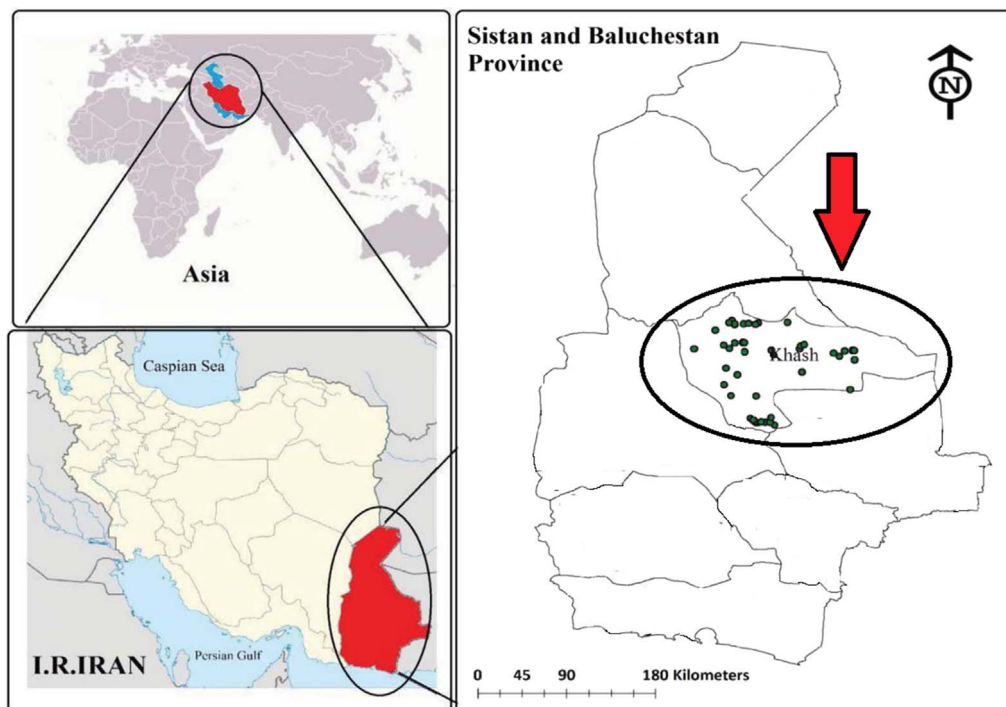 Asia
Caspian Sea
Persian Gulf
I.R.IRAN
Sistan and Baluchestan
Province
N
Khash
0 45 90 180 Kilometers